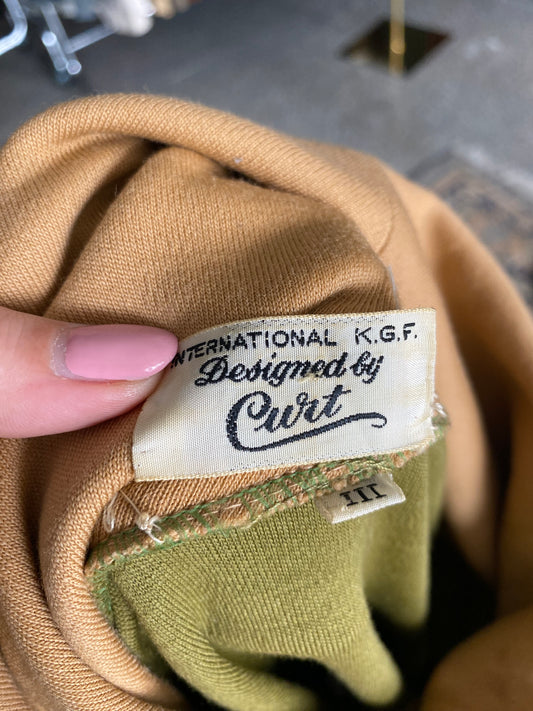 INTERNATIONAL K.G.F.
Designed by
Curt
III